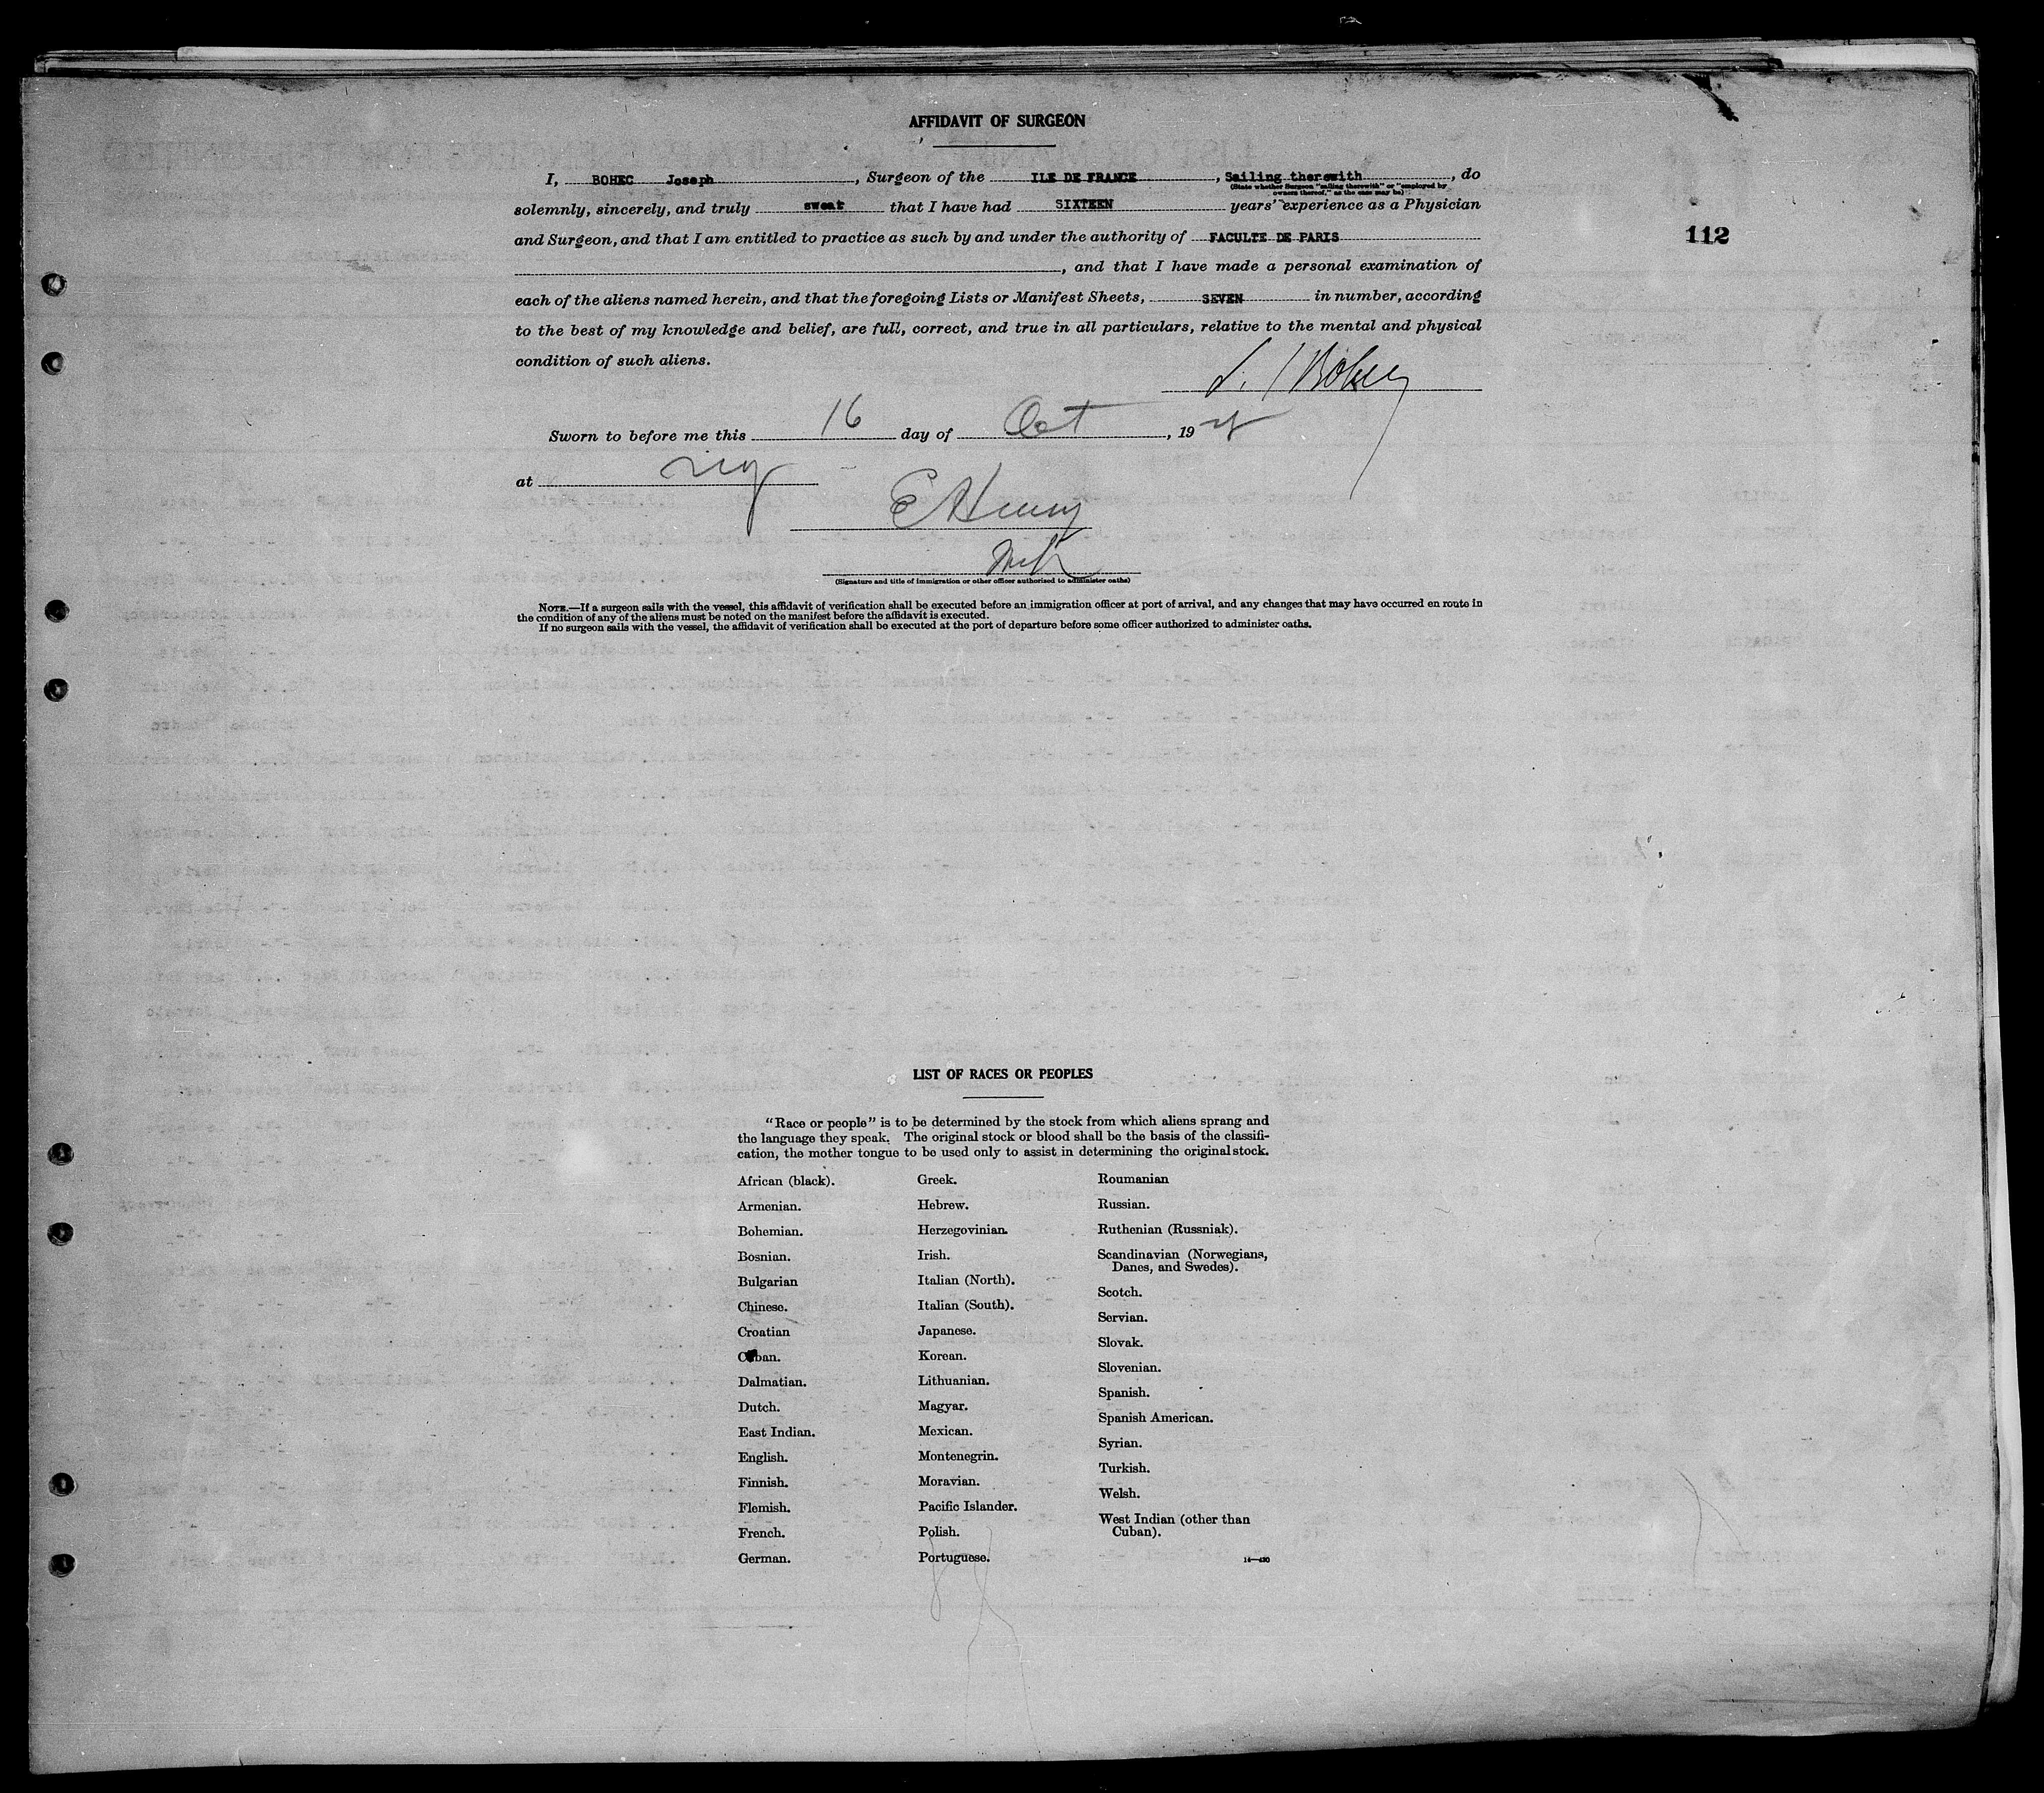 AFFIDAVIT OF SURGEON
I, BOHEC Joseph, Surgeon of the ILE DE FRANCE, Sailing therewith, do
(State whether Surgeon "sailing therewith" or "employed by
owners thereof," as the case may be)
solemnly, sincerely, and truly swear that I have had SIXTEEN years' experience as a Physician
112
and Surgeon, and that I am entitled to practice as such by and under the authority of FACULTE DE PARIS
, and that I have made a personal examination of
each of the aliens named herein, and that the foregoing Lists or Manifest Sheets, SEVEN in number, according
to the best of my knowledge and belief, are full, correct, and true in all particulars, relative to the mental and physical
condition of such aliens.
Sworn to before me this 16 day of Oct, 19
at
(Signature and title of immigration or other officer authorized to administer oaths)
NOTE.—If a surgeon sails with the vessel, this affidavit of verification shall be executed before an immigration officer at port of arrival, and any changes that may have occurred en route in
the condition of any of the aliens must be noted on the manifest before the affidavit is executed.
If no surgeon sails with the vessel, the affidavit of verification shall be executed at the port of departure before some officer authorized to administer oaths.
LIST OF RACES OR PEOPLES
"Race or people" is to be determined by the stock from which aliens sprang and
the language they speak. The original stock or blood shall be the basis of the classifi-
cation, the mother tongue to be used only to assist in determining the original stock.
African (black).
Armenian.
Bohemian.
Bosnian.
Bulgarian
Chinese.
Croatian
Cuban.
Dalmatian.
Dutch.
East Indian.
English.
Finnish.
Flemish.
French.
German.
Greek.
Hebrew.
Herzegovinian.
Irish.
Italian (North).
Italian (South).
Japanese.
Korean.
Lithuanian.
Magyar.
Mexican.
Montenegrin.
Moravian.
Pacific Islander.
Polish.
Portuguese.
Roumanian
Russian.
Ruthenian (Russniak).
Scandinavian (Norwegians,
Danes, and Swedes).
Scotch.
Servian.
Slovak.
Slovenian.
Spanish.
Spanish American.
Syrian.
Turkish.
Welsh.
West Indian (other than
Cuban).